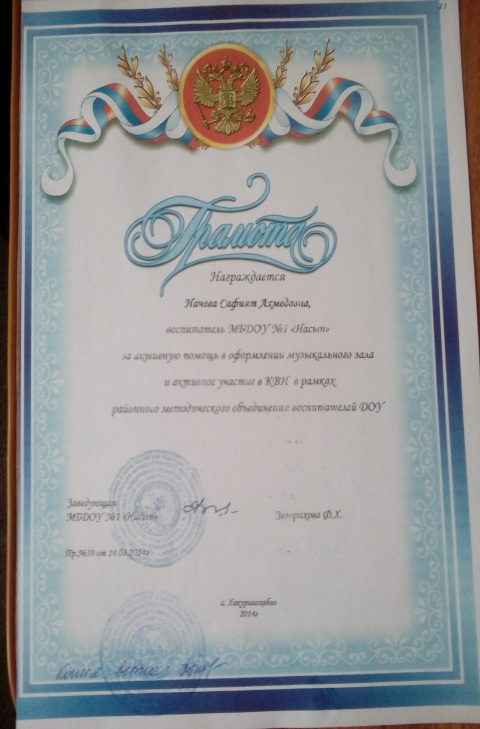 Грамота
Награждается
Начева Сафият Ахмедовна,
воспитатель МБДОУ №1 «Насып»
за активную помощь в оформлении музыкального зала
и активное участие в КВН в рамках
районного методического объединения воспитателей ДОУ
Заведующая
МБДОУ №1 «Насып»
Ф.Х.
Пр.№19 от 24.03.2014г
а. Хакуринохабль
2014г
Копия верна